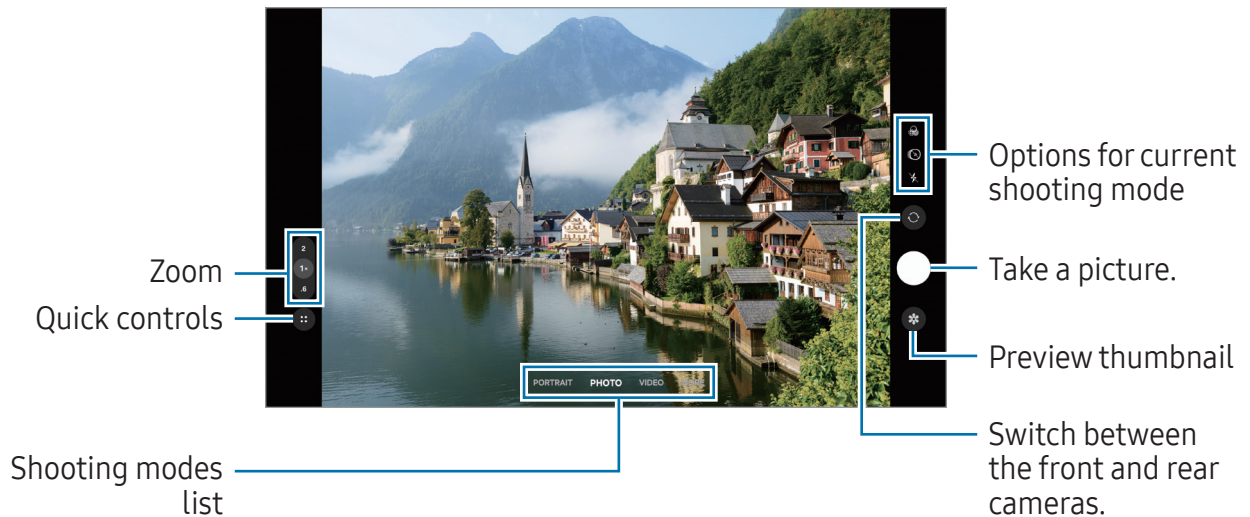 Options for current
shooting mode
2
1×
.6
Zoom
Take a picture.
Quick controls
Preview thumbnail
PORTRAIT PHOTO VIDEO
Switch between
the front and rear
cameras.
Shooting modes
list